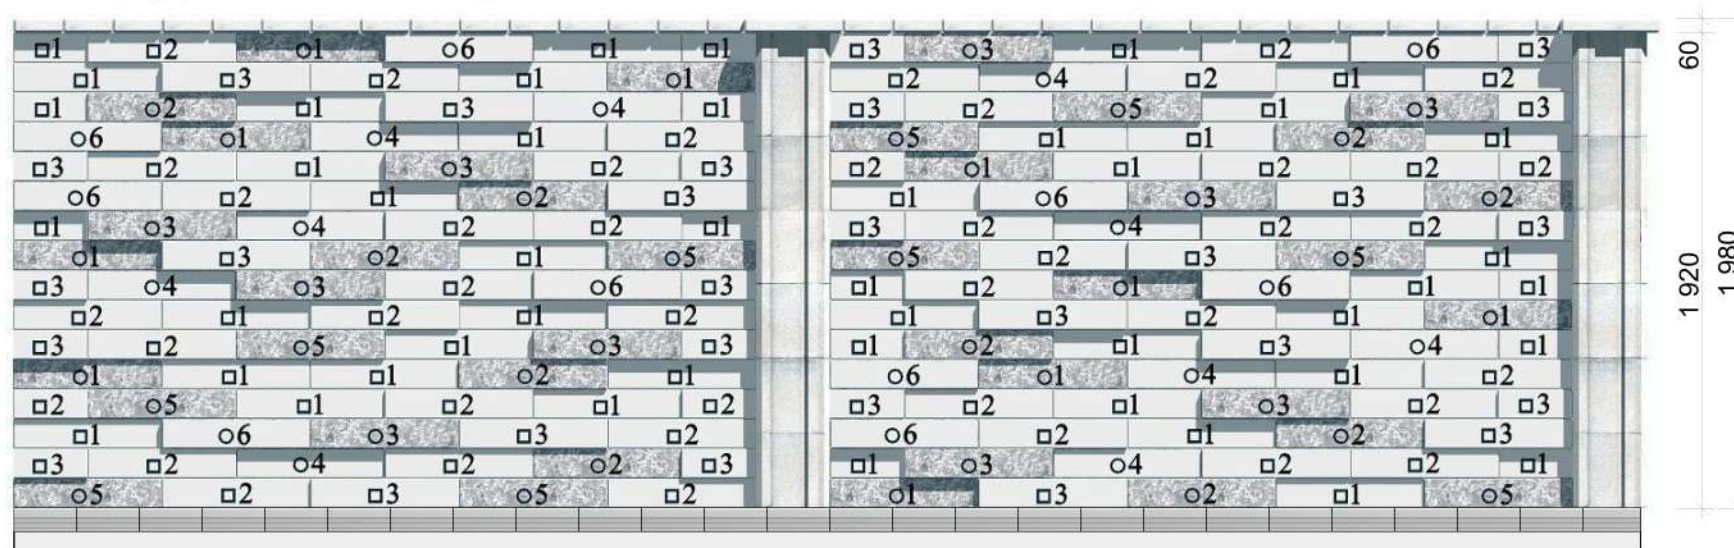 □1 □2 ○1 ○6 □1 □1 □3 ○3 □1 □2 ○6 □3
□1 □3 □2 □1 ○1 □2 ○4 □2 □1 □2
□1 ○2 □1 □3 ○4 □1 □3 □2 ○5 □1 ○3 □3
○6 ○1 ○4 □1 □2 ○5 □1 □1 ○2 □1
□3 □2 □1 ○3 □2 □3 □2 ○1 □1 □2 □2 □2
○6 □2 □1 ○2 □3 □1 ○6 ○3 □3 ○2
□1 ○3 ○4 □2 □2 □1 □3 □2 ○4 □2 □2 □3
○1 □3 ○2 □1 ○5 ○5 □2 □3 ○5 □1
□3 ○4 ○3 □2 ○6 □3 □1 □2 ○1 ○6 □1 □1
□2 □1 □2 □1 □2 □1 □3 □2 □1 ○1
□3 □2 ○5 □1 ○3 □3 □1 ○2 □1 □3 ○4 □1
○1 □1 □1 ○2 □1 ○6 ○1 ○4 □1 □2
□2 ○5 □1 □2 □1 □2 □3 □2 □1 ○3 □2 □3
□1 ○6 ○3 □3 □2 ○6 □2 □1 ○2 □3
□3 □2 ○4 □2 ○2 □3 □1 ○3 ○4 □2 □2 □1
○5 □2 □3 ○5 □2 ○1 □3 ○2 □1 ○5
60
1 920
1 980